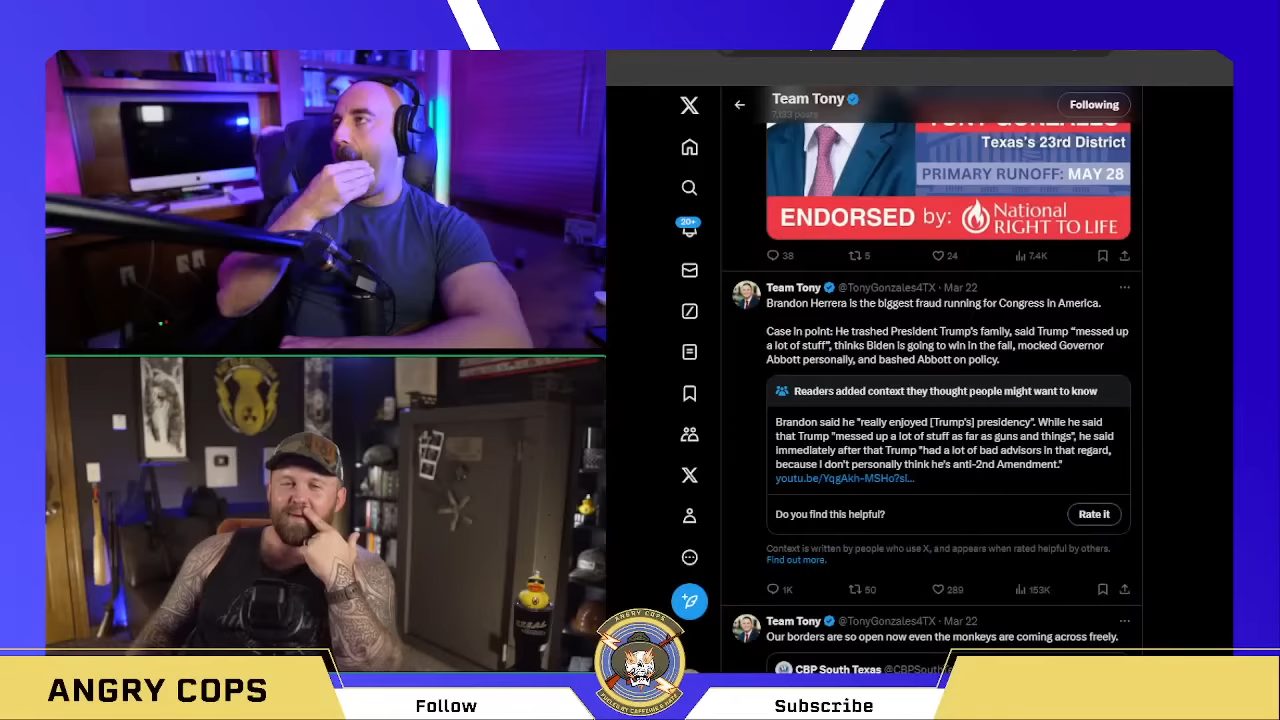 Team Tony
7,133 posts
Following
TONY GONZALES
Texas's 23rd District
PRIMARY RUNOFF: MAY 28
ENDORSED by: National RIGHT TO LIFE
38 5 24 7.4K
20+
Team Tony @TonyGonzales4TX · Mar 22
Brandon Herrera is the biggest fraud running for Congress in America.
Case in point: He trashed President Trump's family, said Trump “messed up
a lot of stuff”, thinks Biden is going to win in the fall, mocked Governor
Abbott personally, and bashed Abbott on policy.
Readers added context they thought people might want to know
Brandon said he "really enjoyed [Trump's] presidency". While he said
that Trump "messed up a lot of stuff as far as guns and things", he said
immediately after that Trump "had a lot of bad advisors in that regard,
because I don't personally think he's anti-2nd Amendment."
youtu.be/YqgAkh-MSHo?si...
Do you find this helpful?
Rate it
Context is written by people who use X, and appears when rated helpful by others.
Find out more.
1K 50 289 153K
Team Tony @TonyGonzales4TX · Mar 22
Our borders are so open now even the monkeys are coming across freely.
CBP South Texas
ANGRY COPS
FUELED BY CAFFEINE & HATE
ANGRY COPS
Follow
Subscribe